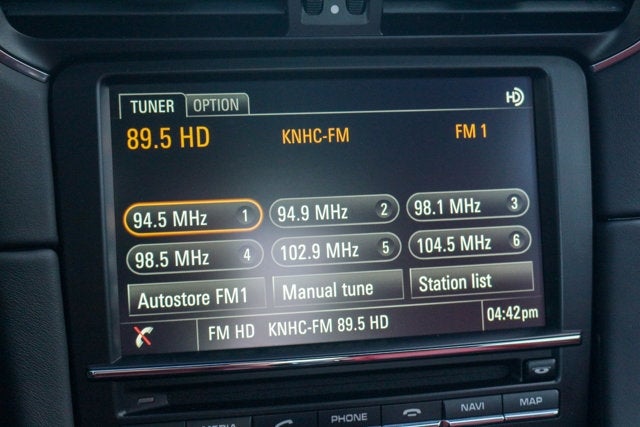 TUNER OPTION HD
89.5 HD KNHC-FM FM 1
94.5 MHz 1 94.9 MHz 2 98.1 MHz 3
98.5 MHz 4 102.9 MHz 5 104.5 MHz 6
Autostore FM1 Manual tune Station list
FM HD KNHC-FM 89.5 HD 04:42pm
MEDIA PHONE NAVI MAP